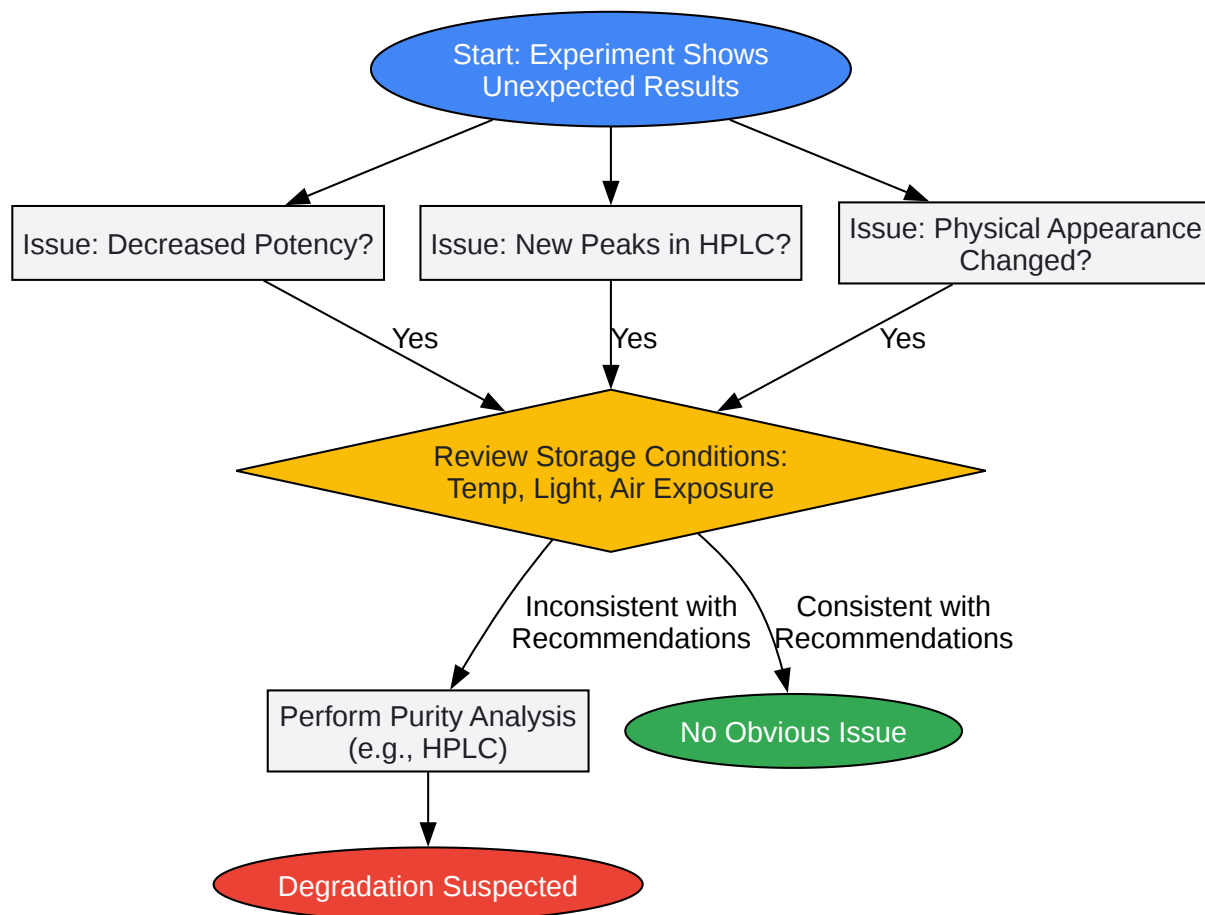 Start: Experiment Shows
Unexpected Results
Issue: Decreased Potency?
Issue: New Peaks in HPLC?
Issue: Physical Appearance
Changed?
Yes
Yes
Yes
Review Storage Conditions:
Temp, Light, Air Exposure
Inconsistent with
Recommendations
Consistent with
Recommendations
Perform Purity Analysis
(e.g., HPLC)
No Obvious Issue
Degradation Suspected